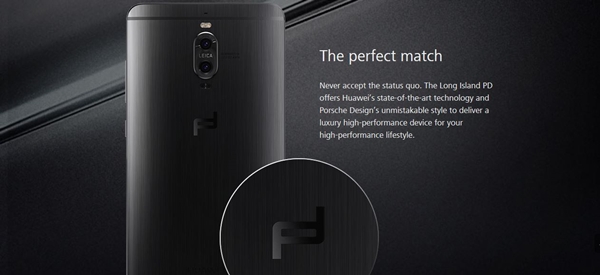 LEICA
The perfect match
Never accept the status quo. The Long Island PD
offers Huawei's state-of-the-art technology and
Porsche Design's unmistakable style to deliver a
luxury high-performance device for your
high-performance lifestyle.